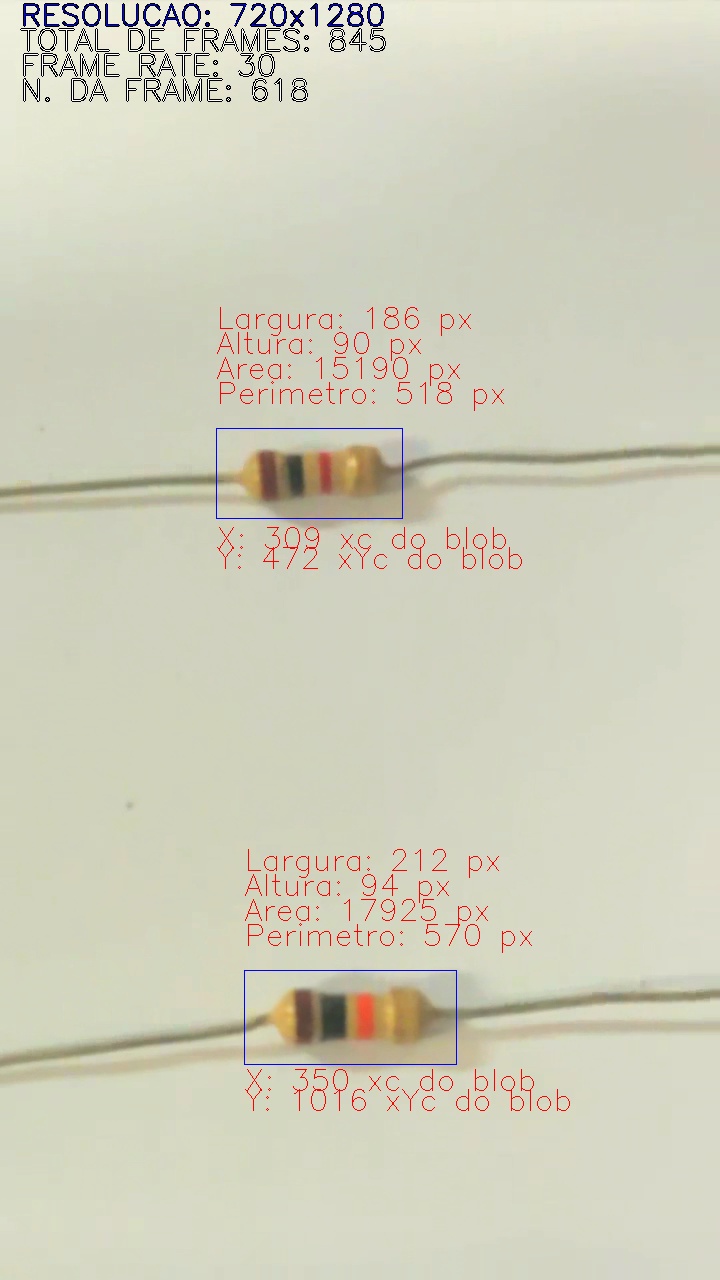 RESOLUCAO: 720x1280
TOTAL DE FRAMES: 845
FRAME RATE: 30
N. DA FRAME: 618
Largura: 186 px
Altura: 90 px
Area: 15190 px
Perimetro: 518 px
X: 309 xc do blob
Y: 472 xYc do blob
Largura: 212 px
Altura: 94 px
Area: 17925 px
Perimetro: 570 px
X: 350 xc do blob
Y: 1016 xYc do blob